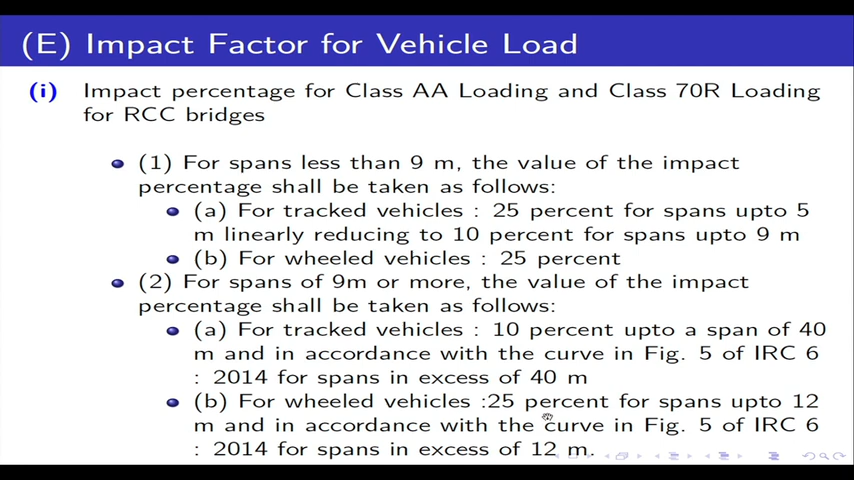 (E) Impact Factor for Vehicle Load
(i) Impact percentage for Class AA Loading and Class 70R Loading
for RCC bridges
(1) For spans less than 9 m, the value of the impact
percentage shall be taken as follows:
(a) For tracked vehicles : 25 percent for spans upto 5
m linearly reducing to 10 percent for spans upto 9 m
(b) For wheeled vehicles : 25 percent
(2) For spans of 9m or more, the value of the impact
percentage shall be taken as follows:
(a) For tracked vehicles : 10 percent upto a span of 40
m and in accordance with the curve in Fig. 5 of IRC 6
: 2014 for spans in excess of 40 m
(b) For wheeled vehicles :25 percent for spans upto 12
m and in accordance with the curve in Fig. 5 of IRC 6
: 2014 for spans in excess of 12 m.